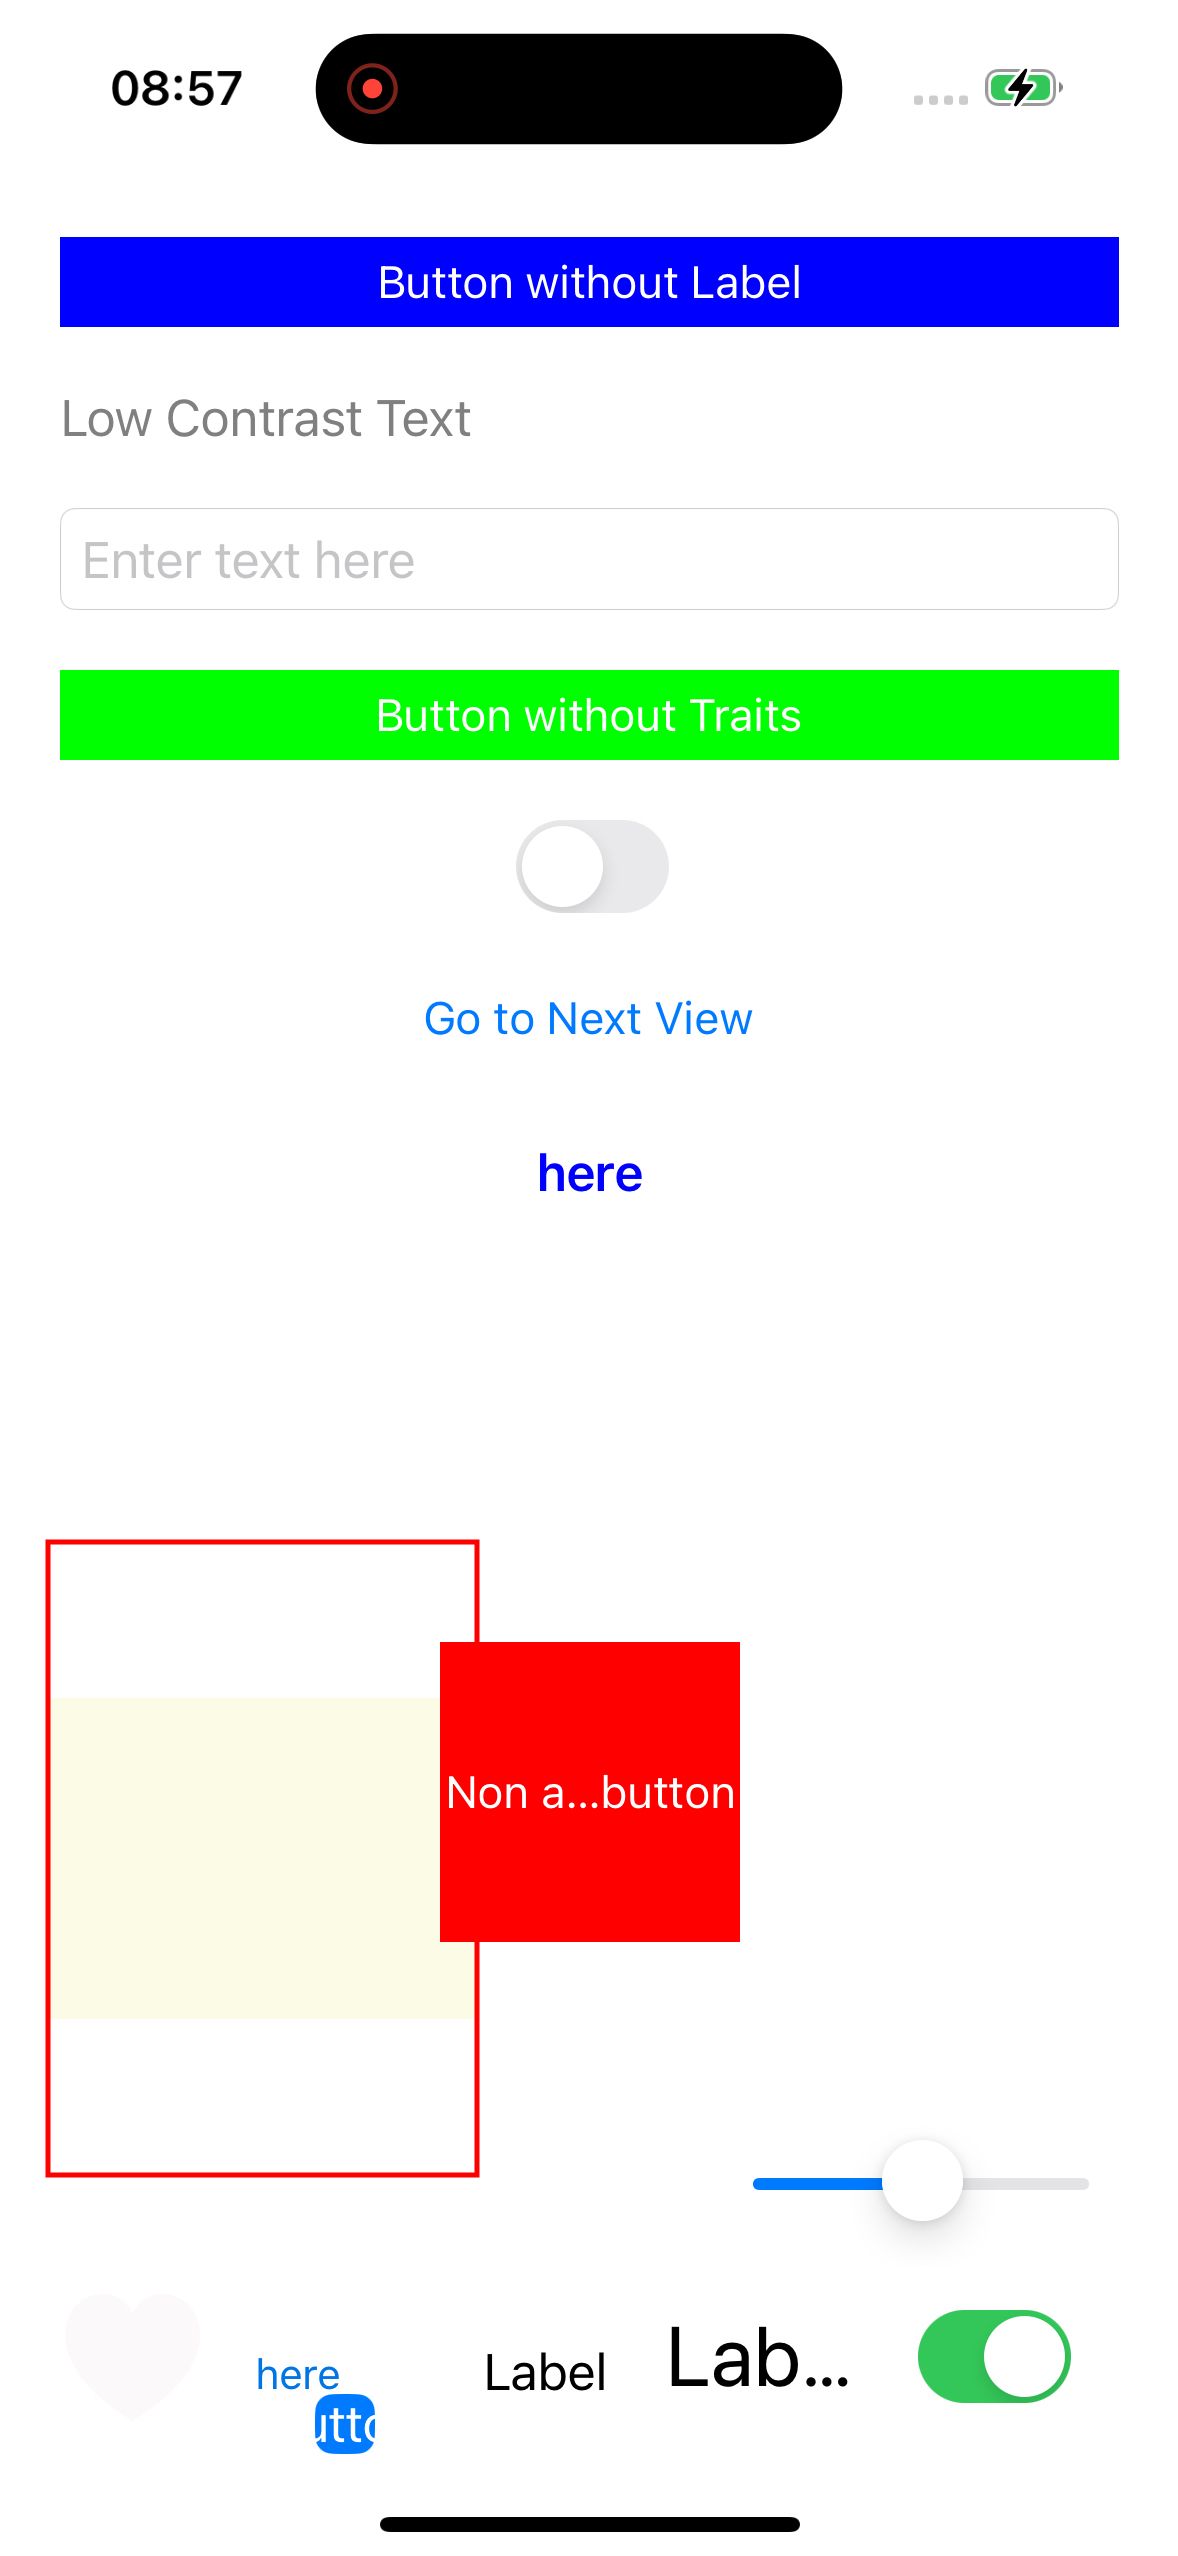 08:57
Button without Label
Low Contrast Text
Enter text here
Button without Traits
Go to Next View
here
Non a...button
here
Label
Lab...
utto